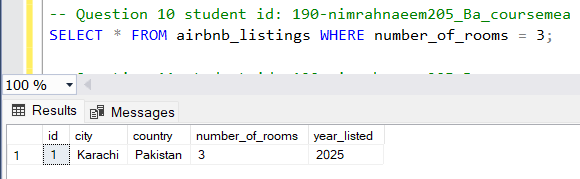 -- Question 10 student id: 190-nimrahnaeem205_Ba_coursemea
SELECT * FROM airbnb_listings WHERE number_of_rooms = 3;
100 %
Results Messages
id city country number_of_rooms year_listed
1 1 Karachi Pakistan 3 2025